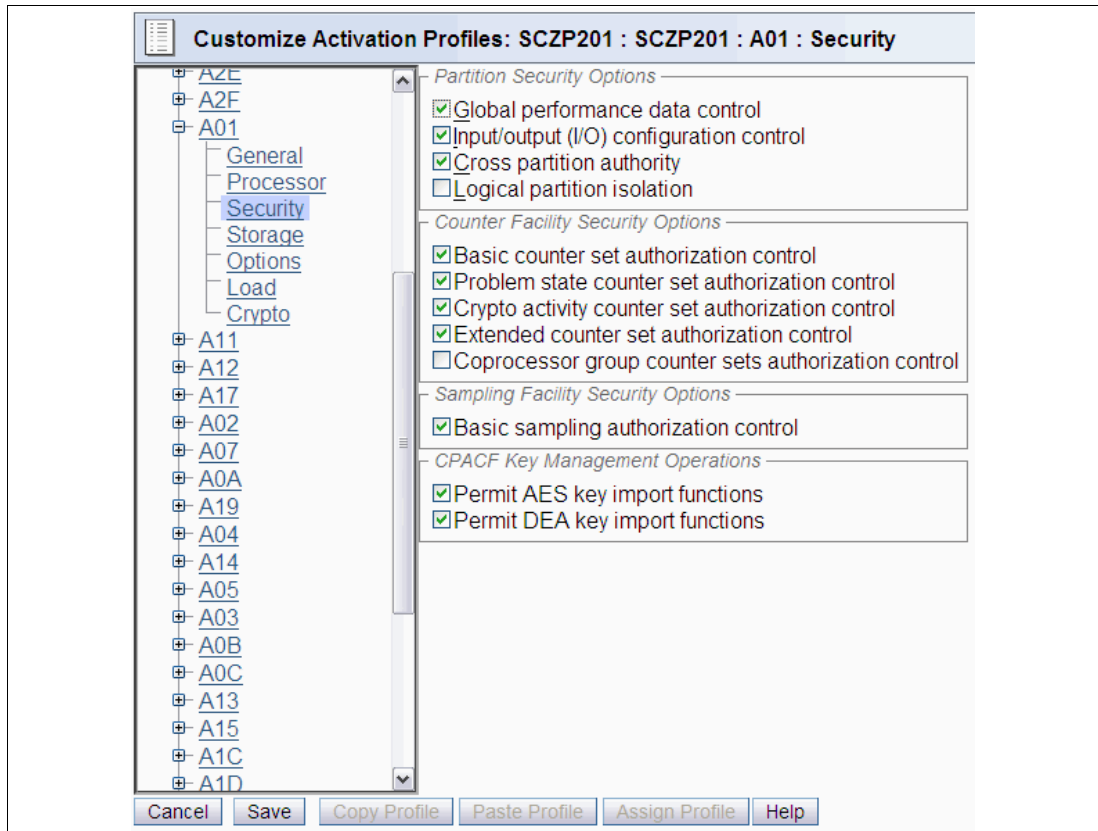 Customize Activation Profiles: SCZP201 : SCZP201 : A01 : Security
A2E
A2F
A01
General
Processor
Security
Storage
Options
Load
Crypto
A11
A12
A17
A02
A07
A0A
A19
A04
A14
A05
A03
A0B
A0C
A13
A15
A1C
A1D
Partition Security Options
Global performance data control
Input/output (I/O) configuration control
Cross partition authority
Logical partition isolation
Counter Facility Security Options
Basic counter set authorization control
Problem state counter set authorization control
Crypto activity counter set authorization control
Extended counter set authorization control
Coprocessor group counter sets authorization control
Sampling Facility Security Options
Basic sampling authorization control
CPACF Key Management Operations
Permit AES key import functions
Permit DEA key import functions
Cancel Save Copy Profile Paste Profile Assign Profile Help